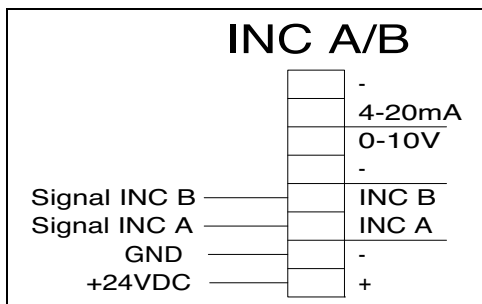 INC A/B
-
4-20mA
0-10V
-
Signal INC B INC B
Signal INC A INC A
GND -
+24VDC +